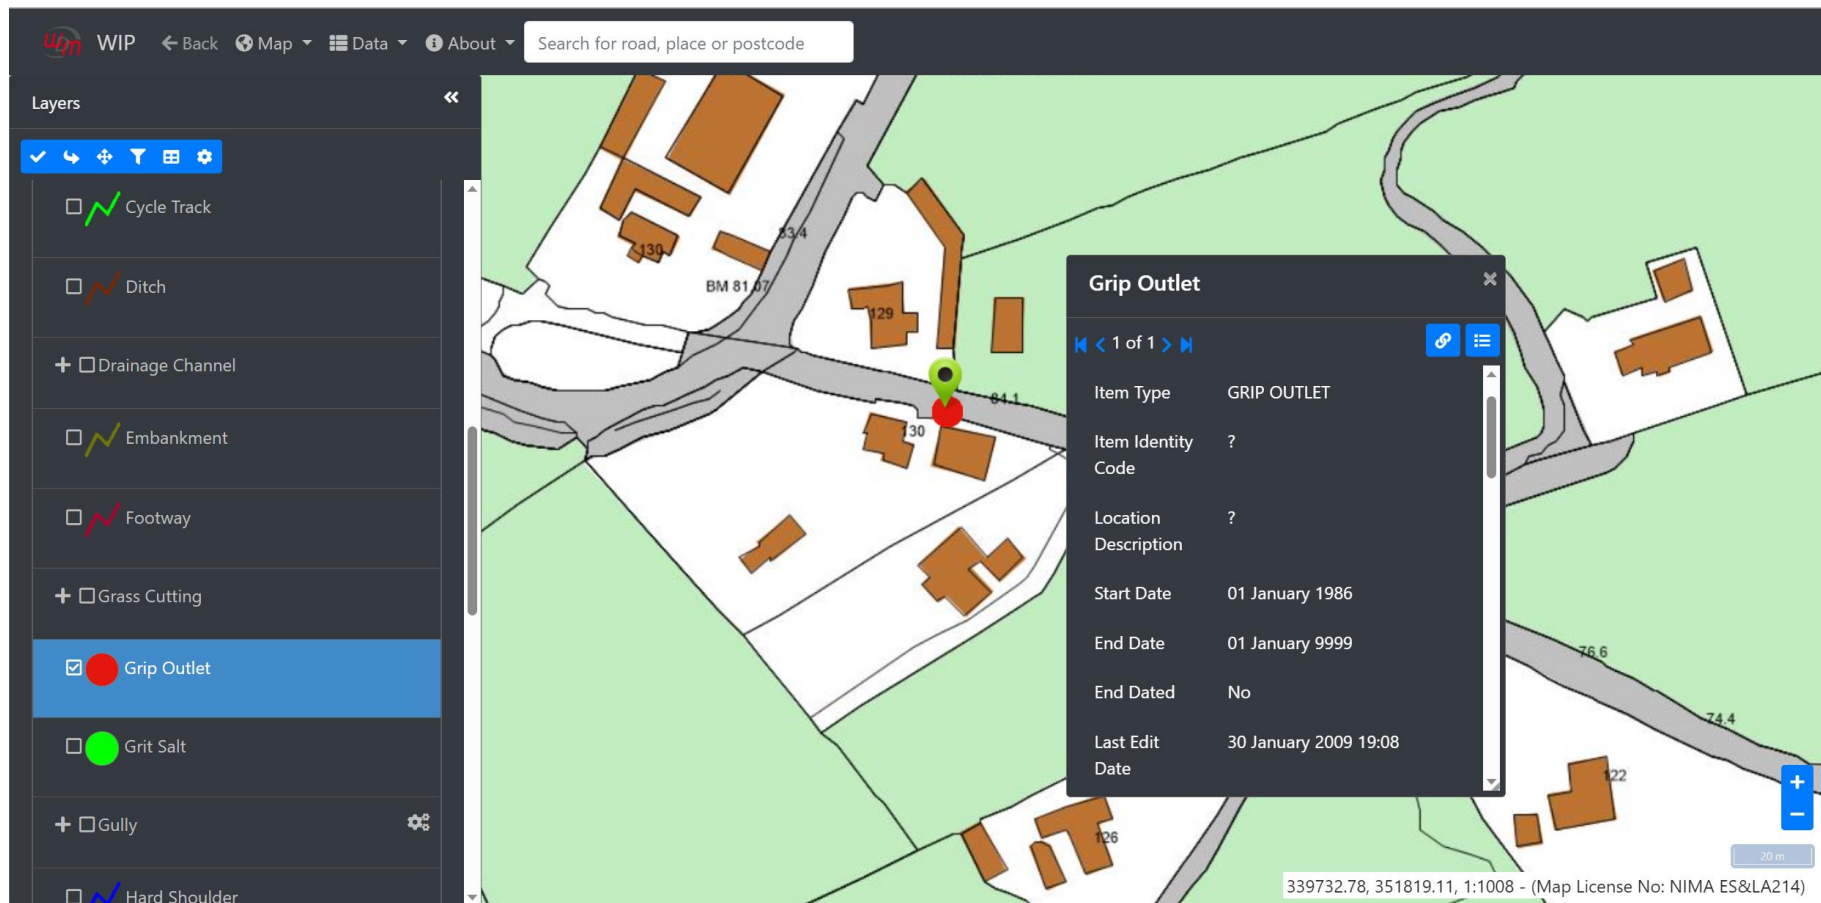 WIP Back Map Data About Search for road, place or postcode
Layers
Cycle Track
Ditch
Drainage Channel
Embankment
Footway
Grass Cutting
Grip Outlet
Grit Salt
Gully
Hard Shoulder
83.4
130
BM 81.07
129
84.1
130
76.6
74.4
122
126
Grip Outlet
1 of 1
Item Type GRIP OUTLET
Item Identity ?
Code
Location ?
Description
Start Date 01 January 1986
End Date 01 January 9999
End Dated No
Last Edit 30 January 2009 19:08
Date
20 m
339732.78, 351819.11, 1:1008 - (Map License No: NIMA ES&LA214)